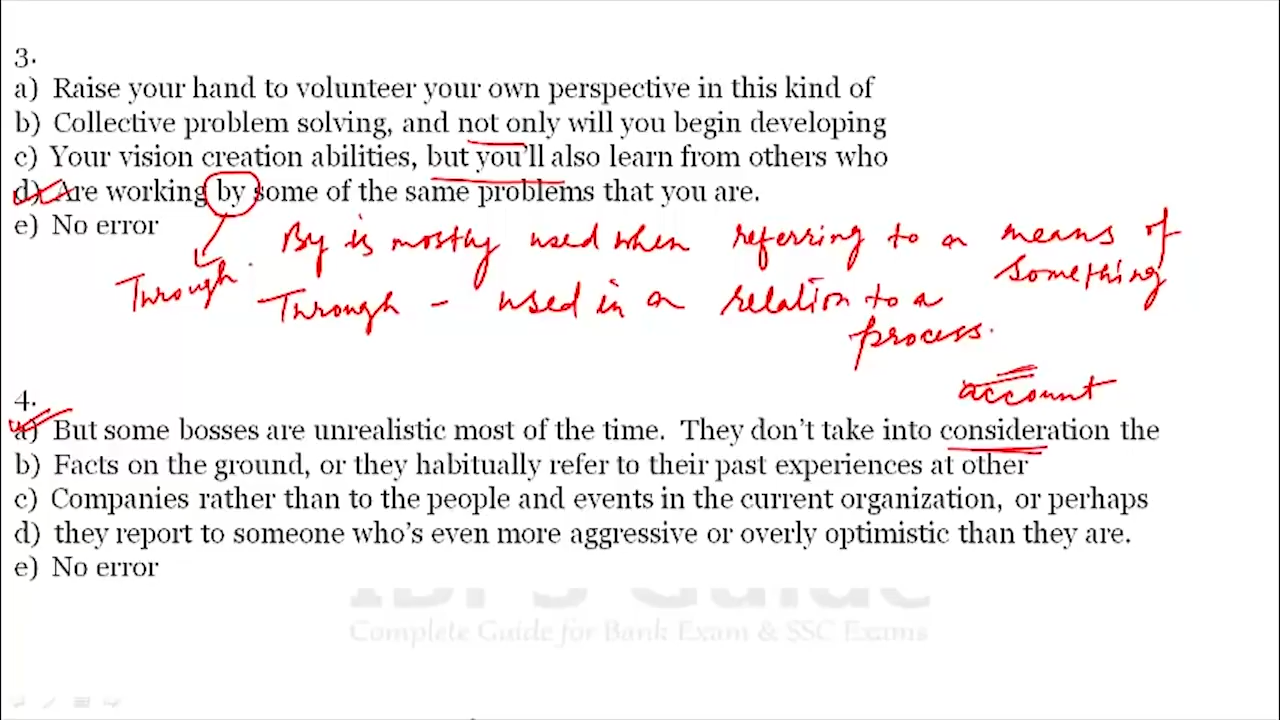 3.
a) Raise your hand to volunteer your own perspective in this kind of
b) Collective problem solving, and not only will you begin developing
c) Your vision creation abilities, but you'll also learn from others who
d) Are working by some of the same problems that you are.
e) No error
By is mostly used when referring to a means of
something
Through
Through - used in a relation to a
process.
account
4.
a) But some bosses are unrealistic most of the time. They don't take into consideration the
b) Facts on the ground, or they habitually refer to their past experiences at other
c) Companies rather than to the people and events in the current organization, or perhaps
d) they report to someone who's even more aggressive or overly optimistic than they are.
e) No error
Complete Guide for Bank Exam & SSC Exams